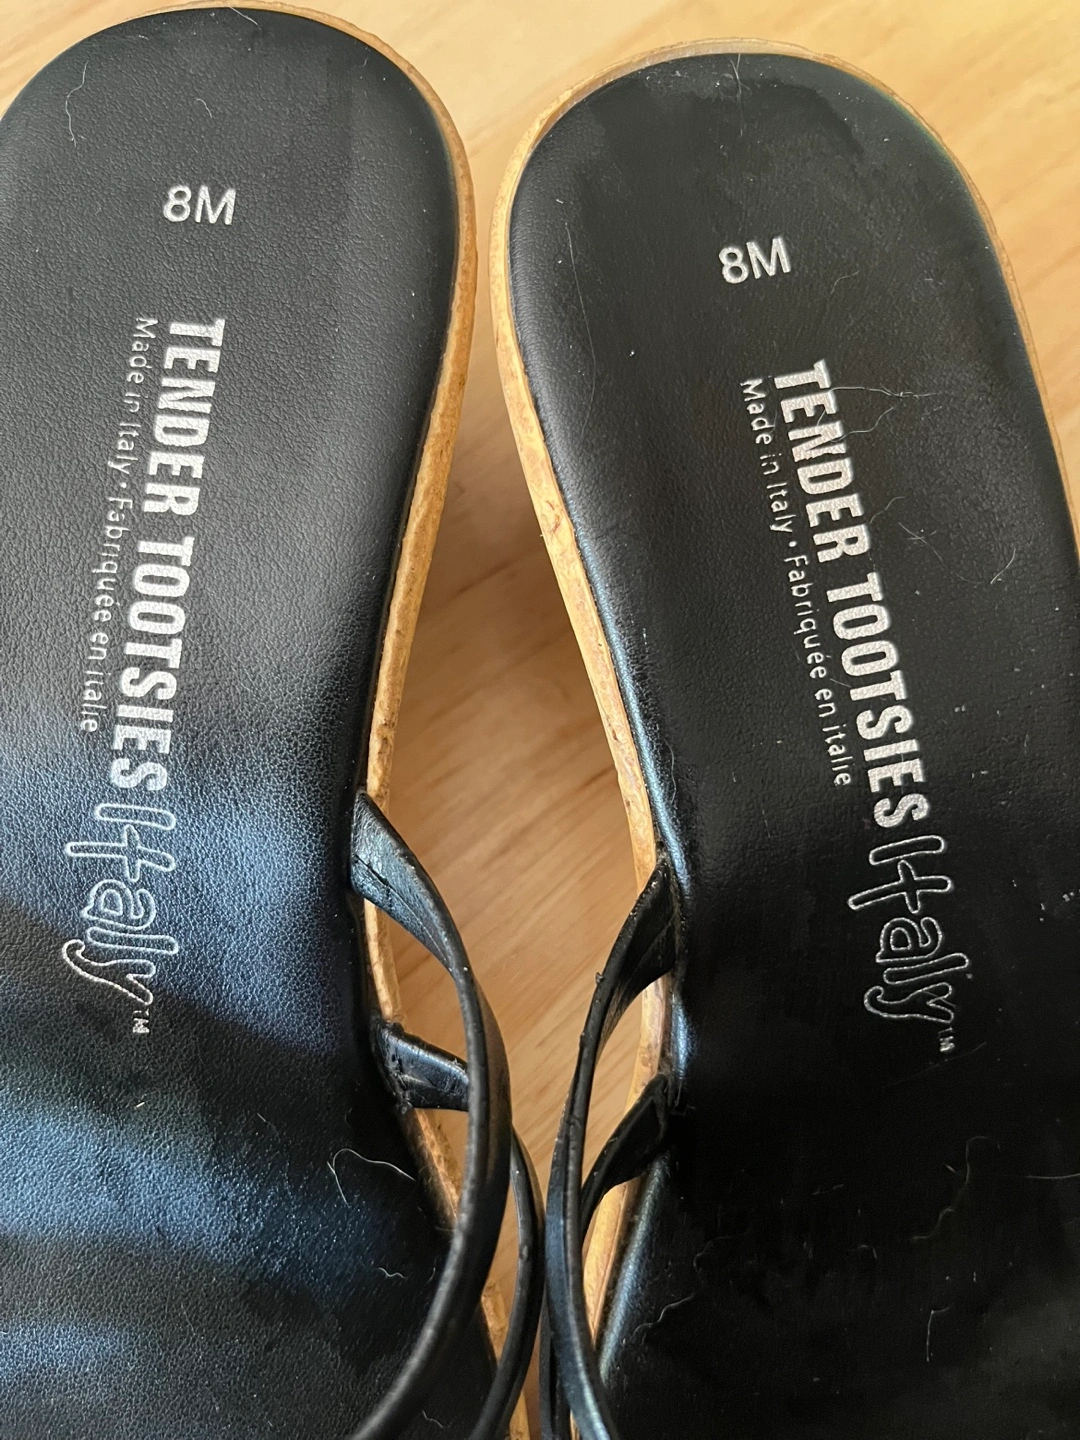 8M
TENDER TOOTSIES Italy™
Made in Italy • Fabriquée en Italie
8M
TENDER TOOTSIES Italy™
Made in Italy • Fabriquée en Italie